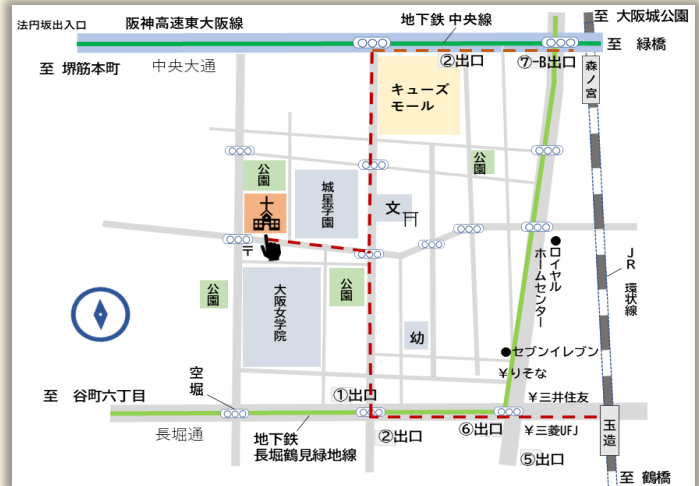 至 大阪城公園
法円坂出入口
阪神高速東大阪線
地下鉄 中央線
至 緑橋
至 堺筋本町
中央大通
②出口
⑦-B出口
森ノ宮
キューズ
モール
公園
公園
城星学園
文
〒
ロイヤル
ホームセンター
JR 環状線
公園
大阪女学院
公園
幼
●セブンイレブン
¥りそな
空堀
至 谷町六丁目
①出口
¥三井住友
長堀通
地下鉄
長堀鶴見緑地線
②出口
⑥出口
¥三菱UFJ
玉造
⑤出口
至 鶴橋